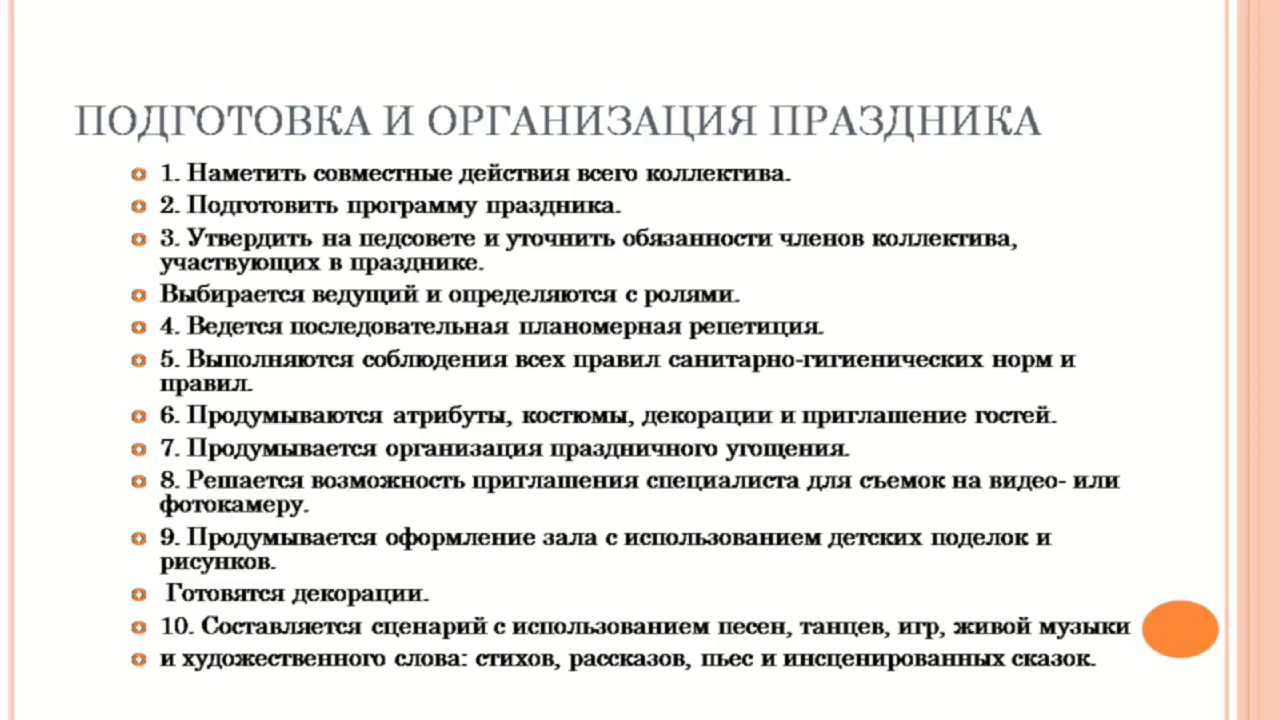 ПОДГОТОВКА И ОРГАНИЗАЦИЯ ПРАЗДНИКА
1. Наметить совместные действия всего коллектива.
2. Подготовить программу праздника.
3. Утвердить на педсовете и уточнить обязанности членов коллектива,
участвующих в празднике.
Выбирается ведущий и определяются с ролями.
4. Ведется последовательная планомерная репетиция.
5. Выполняются соблюдения всех правил санитарно-гигиенических норм и
правил.
6. Продумываются атрибуты, костюмы, декорации и приглашение гостей.
7. Продумывается организация праздничного угощения.
8. Решается возможность приглашения специалиста для съемок на видео- или
фотокамеру.
9. Продумывается оформление зала с использованием детских поделок и
рисунков.
Готовятся декорации.
10. Составляется сценарий с использованием песен, танцев, игр, живой музыки
и художественного слова: стихов, рассказов, пьес и инсценированных сказок.